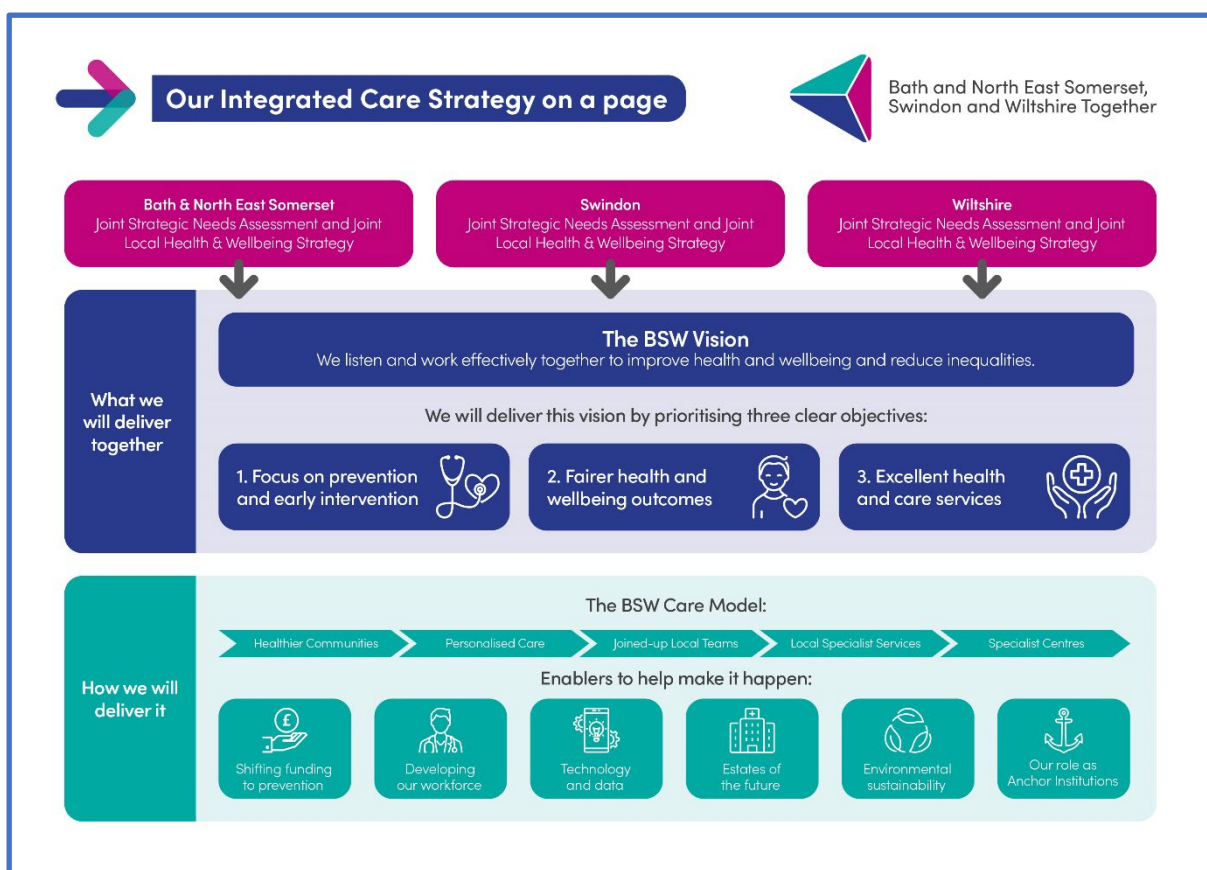 Our Integrated Care Strategy on a page
Bath and North East Somerset,
Swindon and Wiltshire Together
Bath & North East Somerset
Joint Strategic Needs Assessment and Joint
Local Health & Wellbeing Strategy
Swindon
Joint Strategic Needs Assessment and Joint
Local Health & Wellbeing Strategy
Wiltshire
Joint Strategic Needs Assessment and Joint
Local Health & Wellbeing Strategy
What we
will deliver
together
The BSW Vision
We listen and work effectively together to improve health and wellbeing and reduce inequalities.
We will deliver this vision by prioritising three clear objectives:
1. Focus on prevention
and early intervention
2. Fairer health and
wellbeing outcomes
3. Excellent health
and care services
How we will
deliver it
The BSW Care Model:
Healthier Communities
Personalised Care
Joined-up Local Teams
Local Specialist Services
Specialist Centres
Enablers to help make it happen:
£
Shifting funding
to prevention
Developing
our workforce
Technology
and data
Estates of
the future
Environmental
sustainability
Our role as
Anchor Institutions